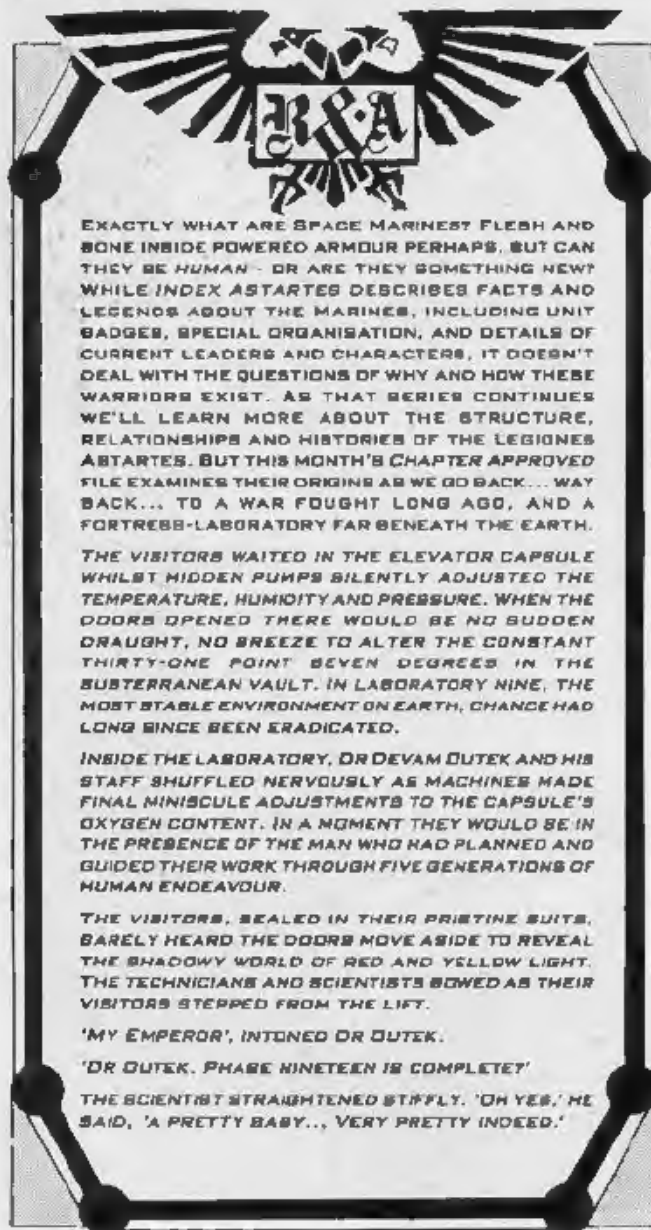 R&A
EXACTLY WHAT ARE SPACE MARINES? FLESH AND
BONE INSIDE POWERED ARMOUR PERHAPS, BUT CAN
THEY BE HUMAN - OR ARE THEY SOMETHING NEW?
WHILE INDEX ASTARTES DESCRIBES FACTS AND
LEGENDS ABOUT THE MARINES, INCLUDING UNIT
BADGES, SPECIAL ORGANISATION, AND DETAILS OF
CURRENT LEADERS AND CHARACTERS, IT DOESN'T
DEAL WITH THE QUESTIONS OF WHY AND HOW THESE
WARRIORS EXIST. AS THAT SERIES CONTINUES
WE'LL LEARN MORE ABOUT THE STRUCTURE,
RELATIONSHIPS AND HISTORIES OF THE LEGIONES
ASTARTES. BUT THIS MONTH'S CHAPTER APPROVED
FILE EXAMINES THEIR ORIGINS AS WE GO BACK... WAY
BACK... TO A WAR FOUGHT LONG AGO, AND A
FORTRESS-LABORATORY FAR BENEATH THE EARTH.
THE VISITORS WAITED IN THE ELEVATOR CAPSULE
WHILST HIDDEN PUMPS SILENTLY ADJUSTED THE
TEMPERATURE, HUMIDITY AND PRESSURE. WHEN THE
DOORS OPENED THERE WOULD BE NO SUDDEN
DRAUGHT, NO BREEZE TO ALTER THE CONSTANT
THIRTY-ONE POINT SEVEN DEGREES IN THE
SUBTERRANEAN VAULT. IN LABORATORY NINE, THE
MOST STABLE ENVIRONMENT ON EARTH, CHANCE HAD
LONG SINCE BEEN ERADICATED.
INSIDE THE LABORATORY, DR DEVAM OUTEK AND HIS
STAFF SHUFFLED NERVOUSLY AS MACHINES MADE
FINAL MINISCULE ADJUSTMENTS TO THE CAPSULE'S
OXYGEN CONTENT. IN A MOMENT THEY WOULD BE IN
THE PRESENCE OF THE MAN WHO HAD PLANNED AND
GUIDED THEIR WORK THROUGH FIVE GENERATIONS OF
HUMAN ENDEAVOUR.
THE VISITORS, SEALED IN THEIR PRISTINE SUITS,
BARELY HEARD THE DOORS MOVE ASIDE TO REVEAL
THE SHADOWY WORLD OF RED AND YELLOW LIGHT.
THE TECHNICIANS AND SCIENTISTS BOWED AS THEIR
VISITORS STEPPED FROM THE LIFT.
'MY EMPEROR', INTONED DR OUTEK.
'DR OUTEK. PHASE NINETEEN IS COMPLETE?'
THE SCIENTIST STRAIGHTENED STIFFLY. 'OH YES,' HE
SAID, 'A PRETTY BABY... VERY PRETTY INDEED.'